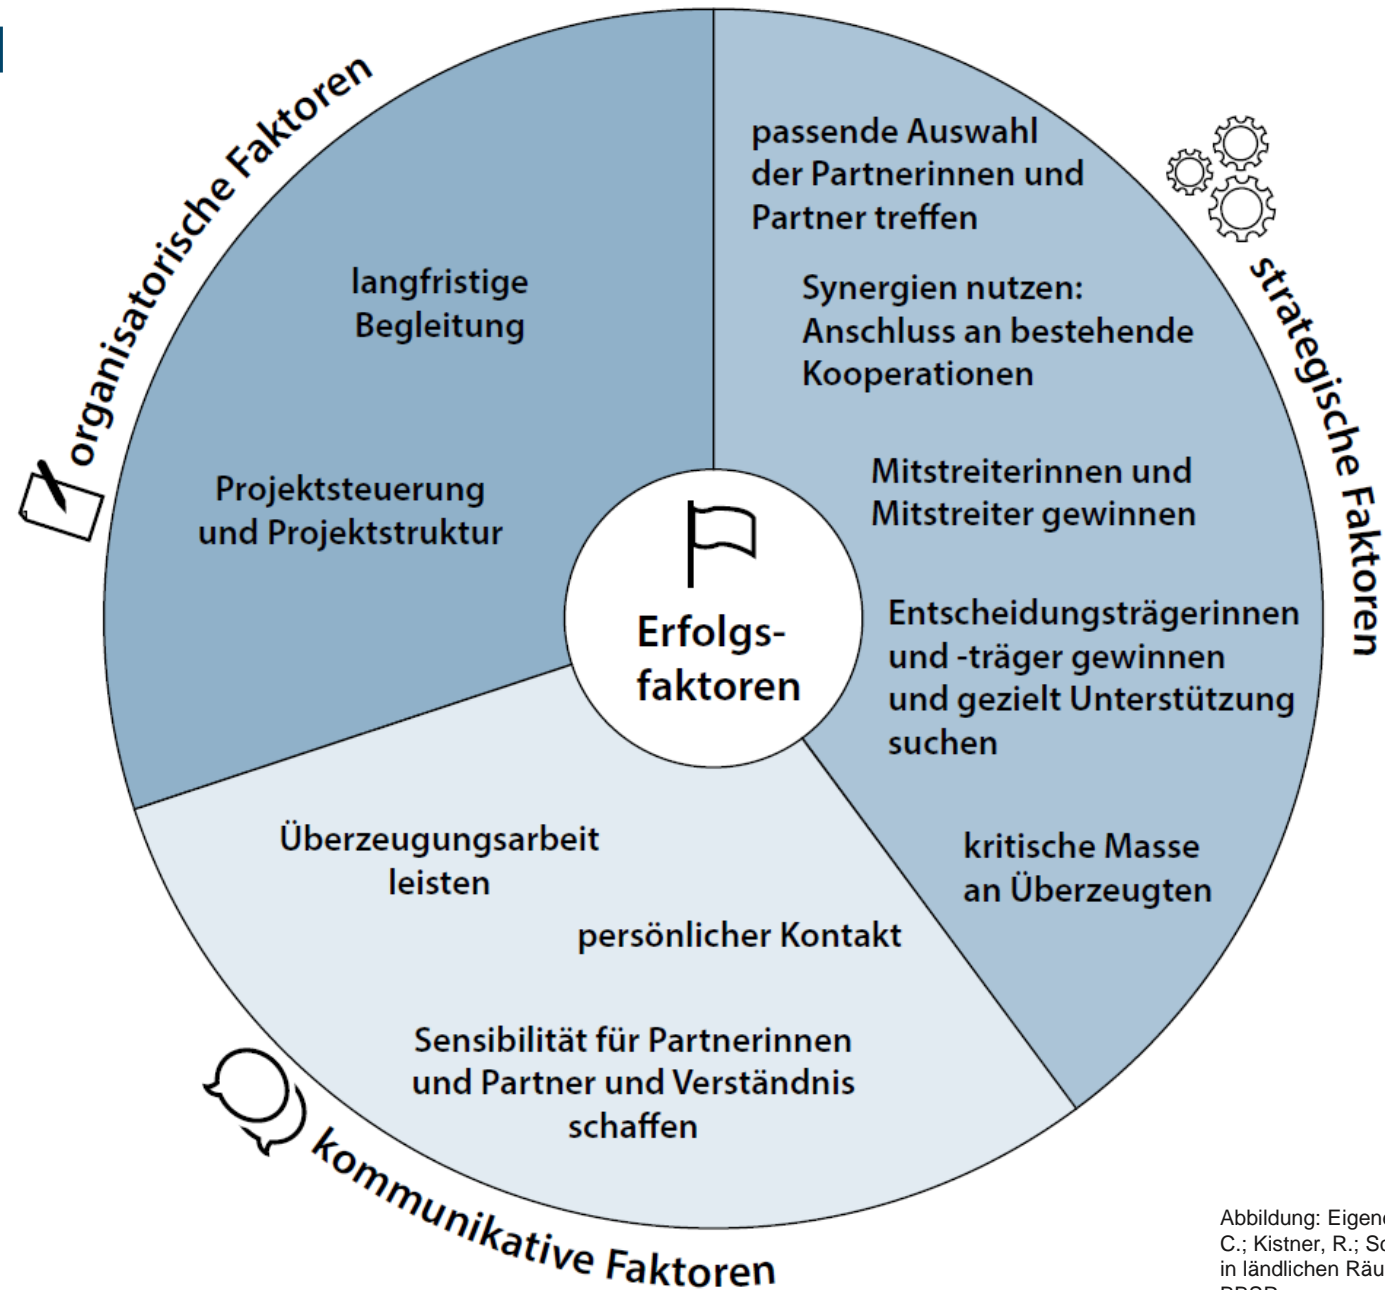 organisatorische Faktoren
langfristige
Begleitung
Projektsteuerung
und Projektstruktur
strategische Faktoren
passende Auswahl
der Partnerinnen und
Partner treffen
Synergien nutzen:
Anschluss an bestehende
Kooperationen
Mitstreiterinnen und
Mitstreiter gewinnen
Entscheidungsträgerinnen
und -träger gewinnen
und gezielt Unterstützung
suchen
kritische Masse
an Überzeugten
Erfolgs-
faktoren
Überzeugungsarbeit
leisten
persönlicher Kontakt
Sensibilität für Partnerinnen
und Partner und Verständnis
schaffen
kommunikative Faktoren
Abbildung:
C.; Kistner, R.;
in ländlichen